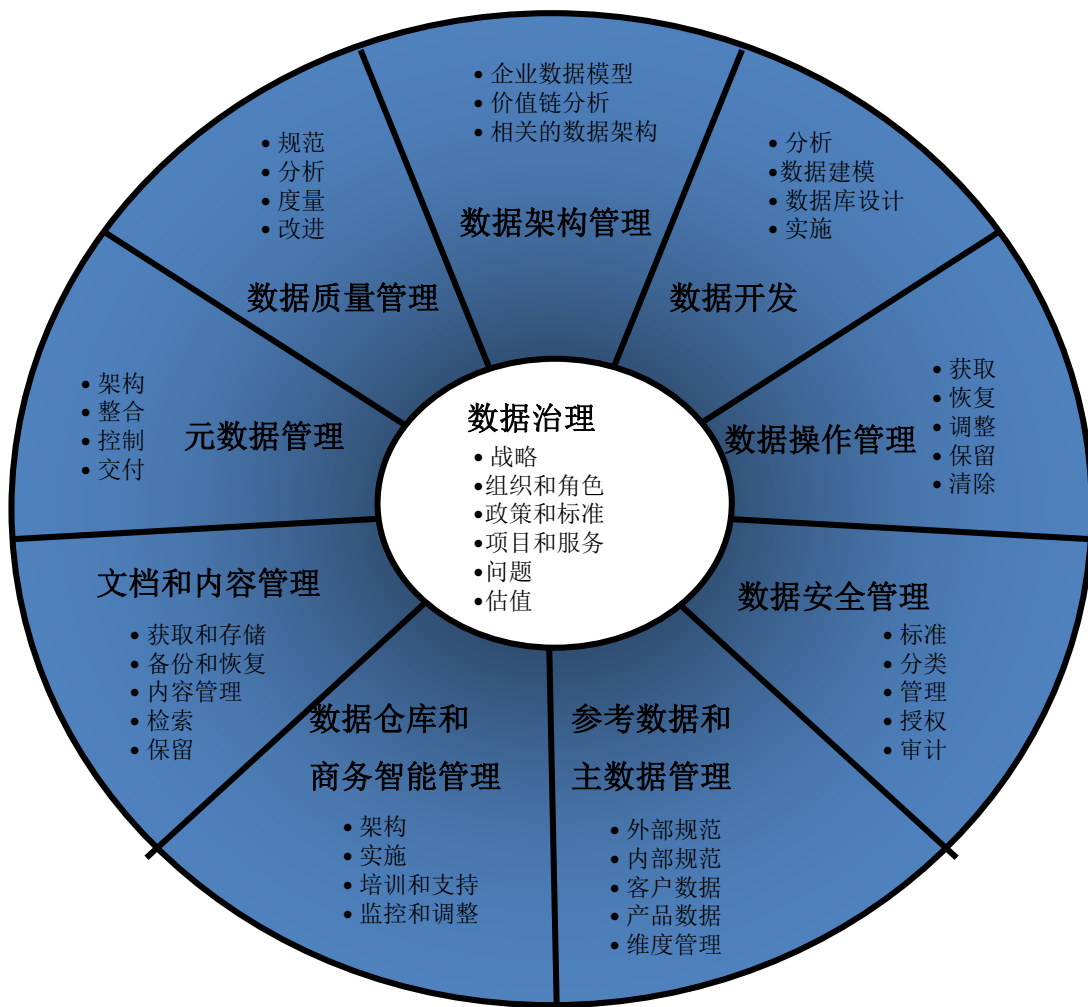 • 企业数据模型
• 价值链分析
• 相关的数据架构
数据架构管理
• 分析
•数据建模
• 数据库设计
• 实施
数据开发
• 获取
• 恢复
• 调整
• 保留
• 清除
数据操作管理
数据安全管理
• 标准
• 分类
• 管理
• 授权
• 审计
参考数据和
主数据管理
• 外部规范
• 内部规范
• 客户数据
• 产品数据
• 维度管理
数据仓库和
商务智能管理
• 架构
• 实施
• 培训和支持
• 监控和调整
文档和内容管理
• 获取和存储
• 备份和恢复
• 内容管理
• 检索
• 保留
• 架构
• 整合
• 控制
• 交付
元数据管理
• 规范
• 分析
• 度量
• 改进
数据质量管理
数据治理
• 战略
•组织和角色
•政策和标准
•项目和服务
•问题
•估值